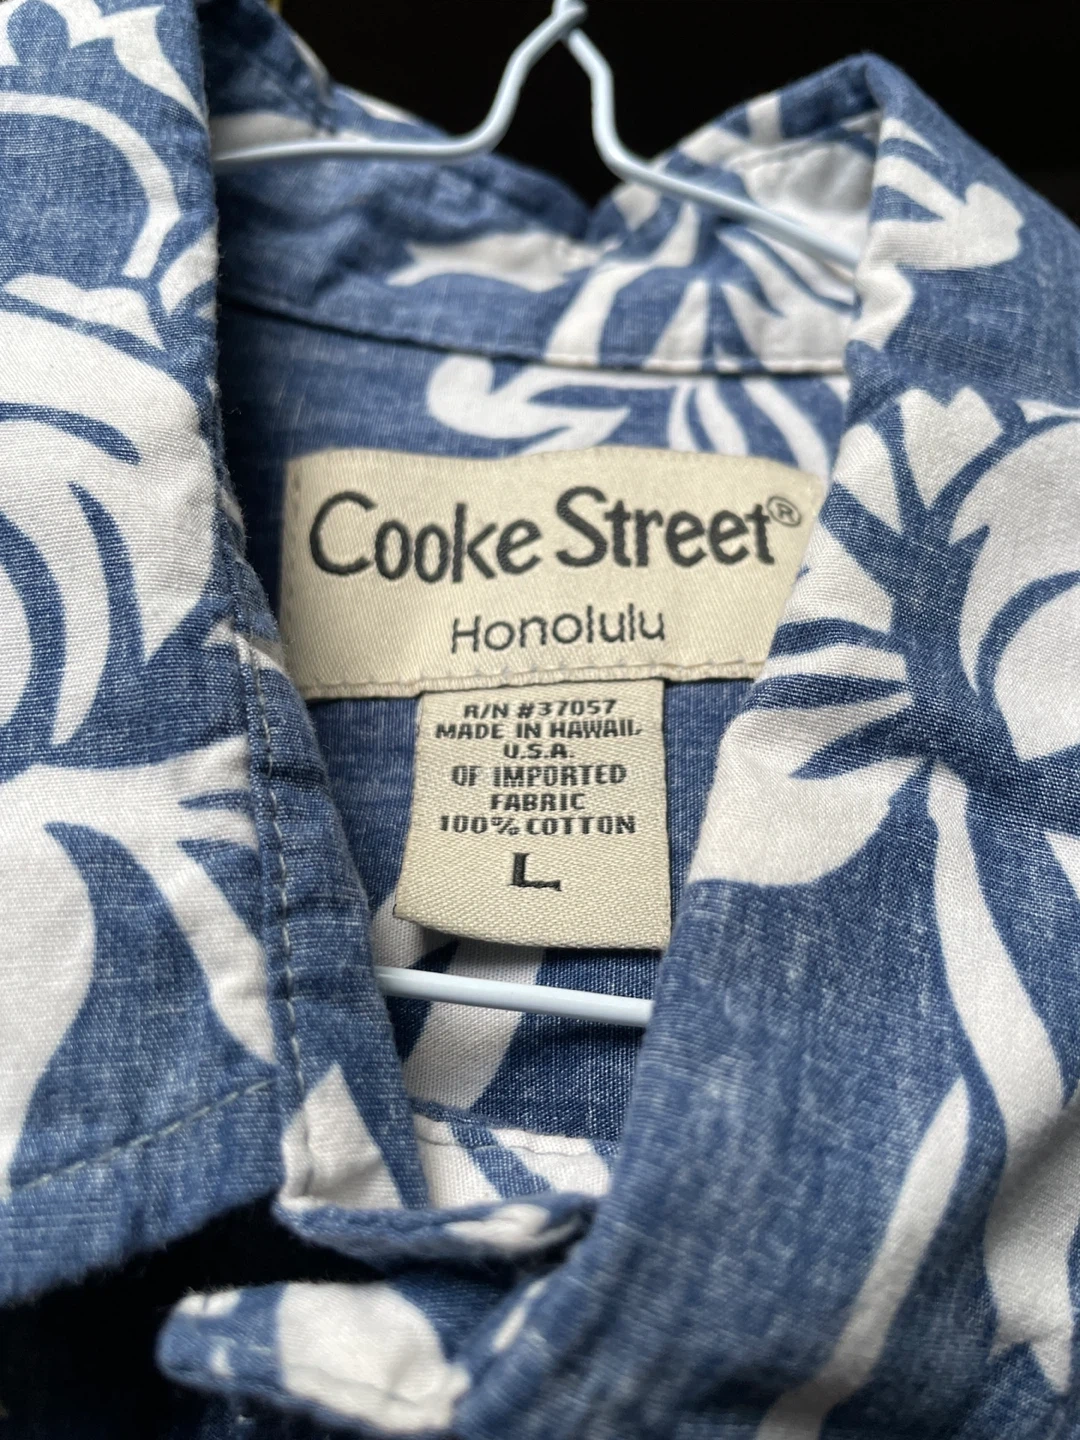 Cooke Street®
Honolulu
R/N #37057
MADE IN HAWAII,
U.S.A.
OF IMPORTED
FABRIC
100% COTTON
L